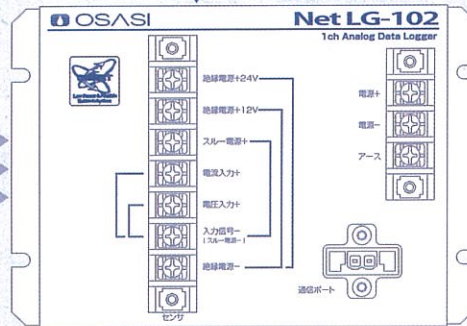 OSASI
Net LG-102
1ch Analog Data Logger
絶縁電源+24V
絶縁電源+12V
スルー電源+
電流入力+
電圧入力+
入力信号-
(スルー電源-)
絶縁電源-
センサ
電源+
電源-
アース
通信ポート